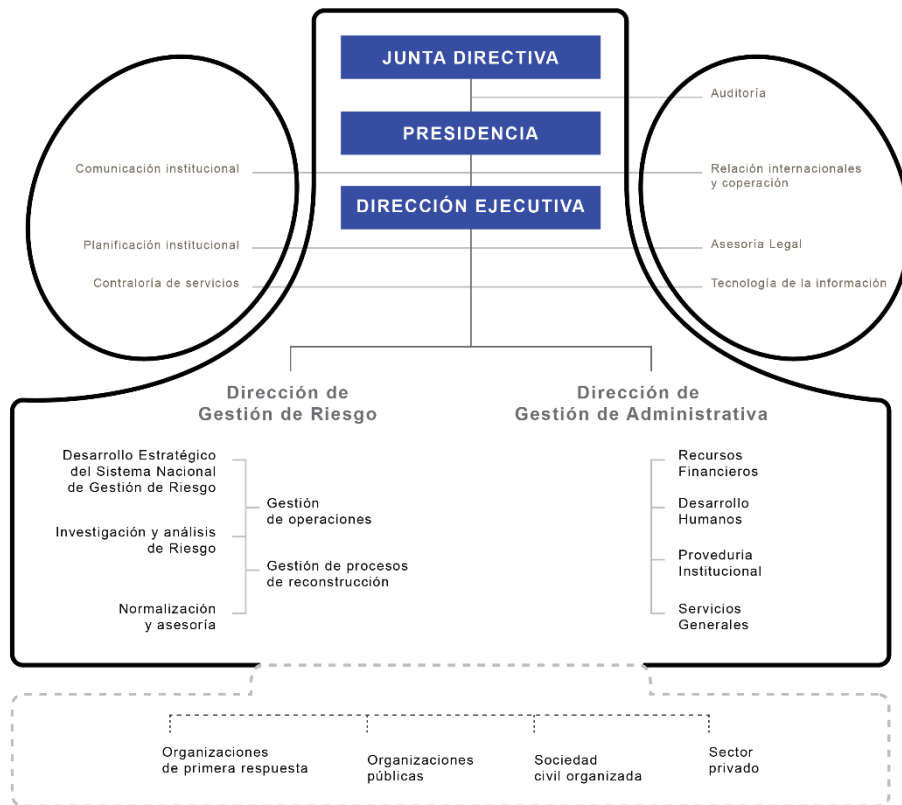 JUNTA DIRECTIVA
Auditoría
PRESIDENCIA
Comunicación institucional
Relación internacionales
y coperación
DIRECCIÓN EJECUTIVA
Planificación institucional
Asesoría Legal
Contraloría de servicios
Tecnología de la información
Dirección de
Gestión de Riesgo
Dirección de
Gestión de Administrativa
Desarrollo Estratégico
del Sistema Nacional
de Gestión de Riesgo
Gestión
de operaciones
Investigación y análisis
de Riesgo
Gestión de procesos
de reconstrucción
Normalización
y asesoría
Recursos
Financieros
Desarrollo
Humanos
Proveduria
Institucional
Servicios
Generales
Organizaciones
de primera respuesta
Organizaciones
públicas
Sociedad
civil organizada
Sector
privado